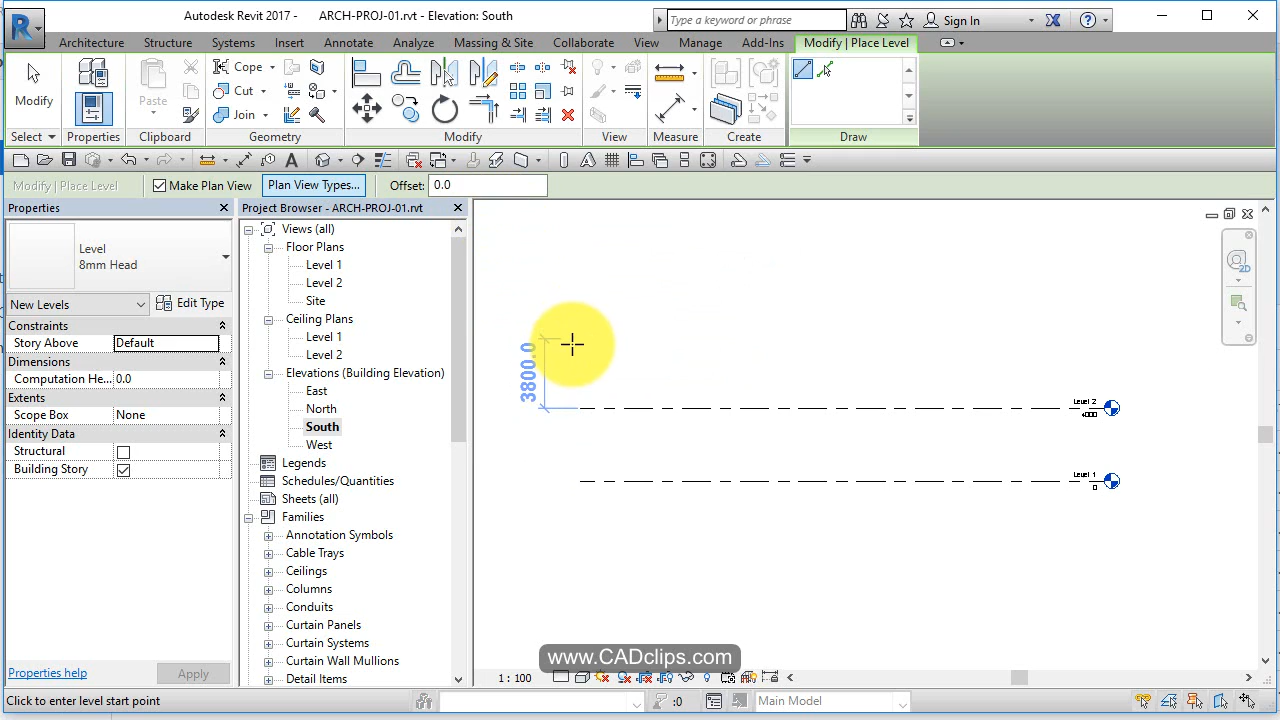 Autodesk Revit 2017 - ARCH-PROJ-01.rvt - Elevation: South
Type a keyword or phrase
Sign In
Architecture Structure Systems Insert Annotate Analyze Massing & Site Collaborate View Manage Add-Ins Modify | Place Level
Modify
Paste
Cope
Cut
Join
Select Properties Clipboard Geometry Modify View Measure Create Draw
Modify | Place Level
Make Plan View
Plan View Types...
Offset: 0.0
Properties
Level
8mm Head
New Levels
Edit Type
Constraints
Story Above Default
Dimensions
Computation He... 0.0
Extents
Scope Box None
Identity Data
Structural
Building Story
Properties help
Apply
Project Browser - ARCH-PROJ-01.rvt
Views (all)
Floor Plans
Level 1
Level 2
Site
Ceiling Plans
Level 1
Level 2
Elevations (Building Elevation)
East
North
South
West
Legends
Schedules/Quantities
Sheets (all)
Families
Annotation Symbols
Cable Trays
Ceilings
Columns
Conduits
Curtain Panels
Curtain Systems
Curtain Wall Mullions
Detail Items
2D
3800.0
Level 2
Level 1
0
www.CADclips.com
1 : 100
Click to enter level start point
:0
Main Model